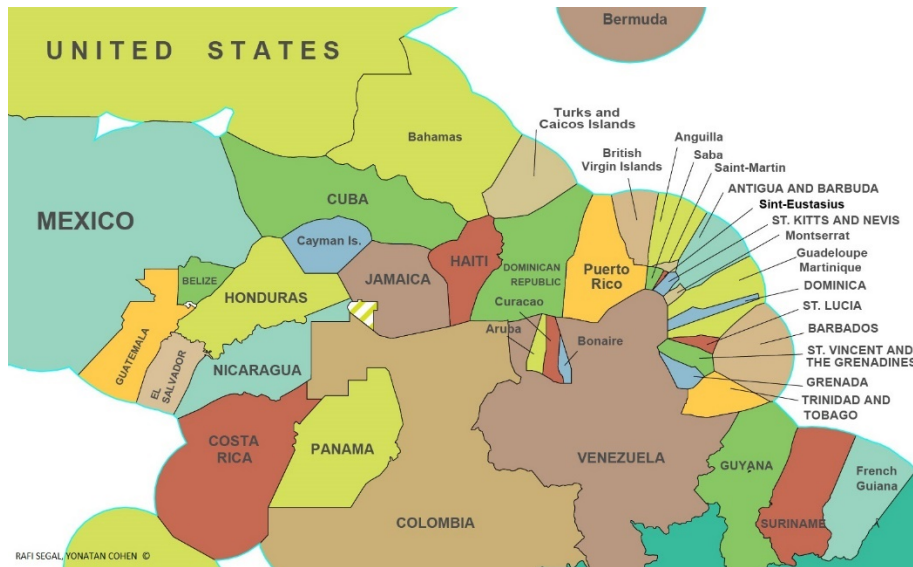 Bermuda
UNITED STATES
Turks and
Caicos Islands
Anguilla
Bahamas
British
Virgin Islands
Saba
Saint-Martin
ANTIGUA AND BARBUDA
Sint-Eustasius
ST. KITTS AND NEVIS
Montserrat
CUBA
MEXICO
Cayman Is.
Guadeloupe
Martinique
HAITI
DOMINICAN
REPUBLIC
Puerto
Rico
JAMAICA
BELIZE
DOMINICA
HONDURAS
Curacao
ST. LUCIA
Aruba
Bonaire
BARBADOS
GUATEMALA
EL
SALVADOR
NICARAGUA
ST. VINCENT AND
THE GRENADINES
GRENADA
TRINIDAD AND
TOBAGO
COSTA
RICA
PANAMA
VENEZUELA
GUYANA
French
Guiana
COLOMBIA
SURINAME
A
RAFI SEGAL, YONATAN COHEN ©